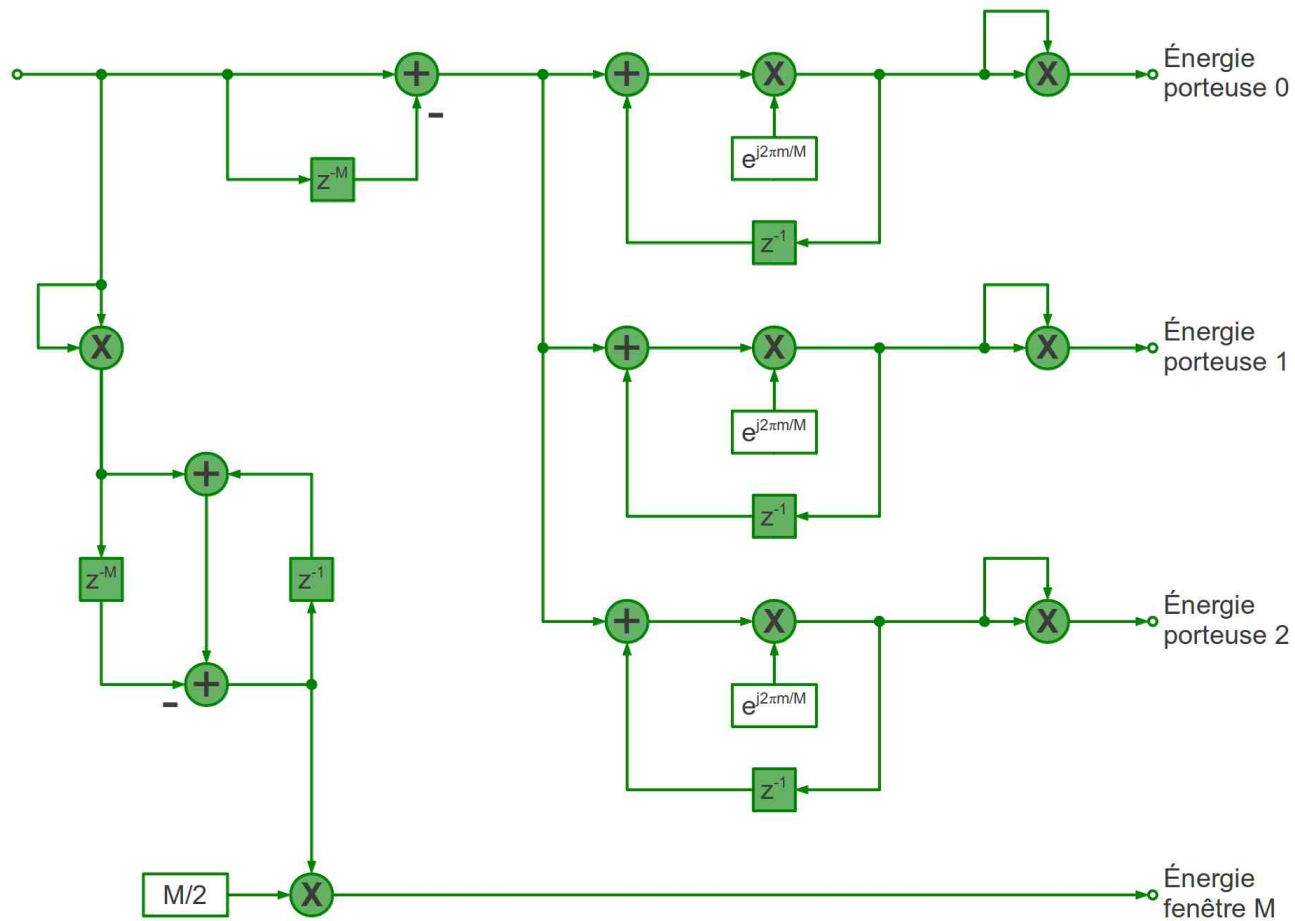 Énergie
porteuse 0
+
+
X
X
-
e^j2πm/M
z^-M
z^-1
Énergie
porteuse 1
X
+
X
X
e^j2πm/M
+
z^-1
z^-M
z^-1
Énergie
porteuse 2
+
X
X
+
-
e^j2πm/M
z^-1
Énergie
fenêtre M
M/2
X